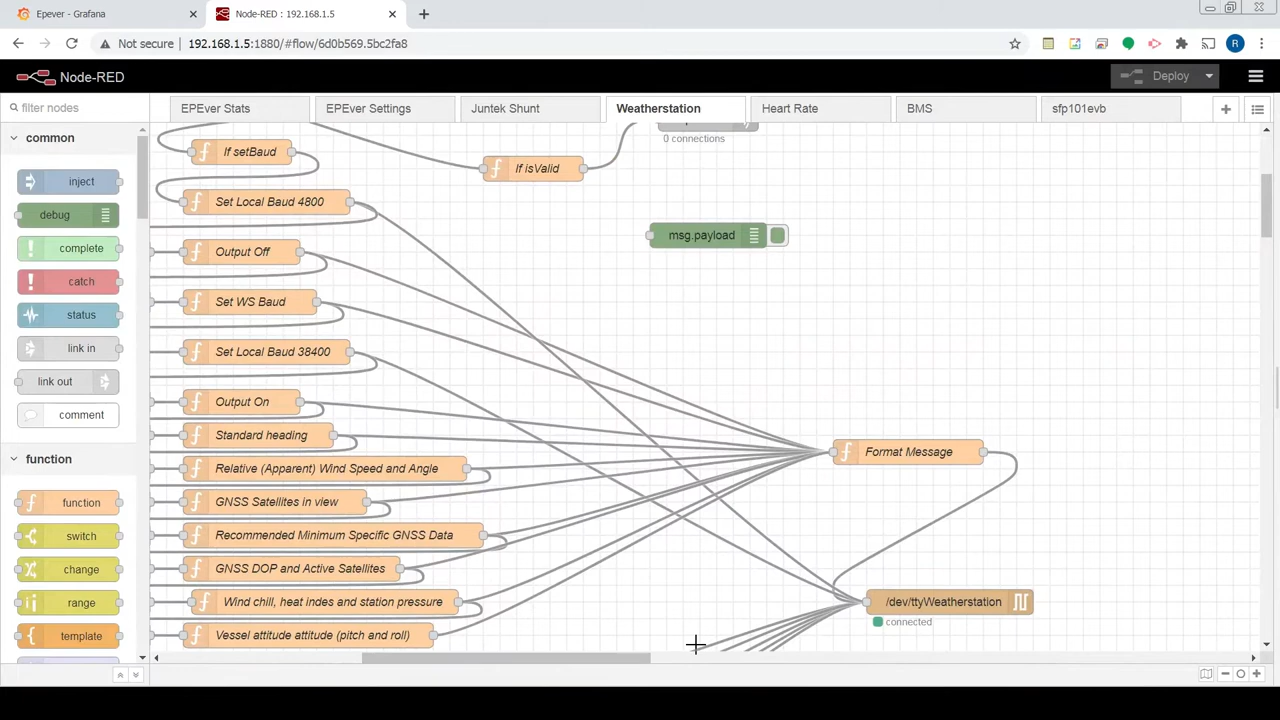 Epever - Grafana
Node-RED : 192.168.1.5
Not secure
192.168.1.5:1880/#flow/6d0b569.5bc2fa8
R
Node-RED
Deploy
filter nodes
EPEver Stats
EPEver Settings
Juntek Shunt
Weatherstation
Heart Rate
BMS
sfp101evb
common
inject
debug
complete
catch
status
link in
link out
comment
function
function
switch
change
range
template
0 connections
If setBaud
If isValid
Set Local Baud 4800
msg.payload
Output Off
Set WS Baud
Set Local Baud 38400
Output On
Standard heading
Format Message
Relative (Apparent) Wind Speed and Angle
GNSS Satellites in view
Recommended Minimum Specific GNSS Data
GNSS DOP and Active Satellites
Wind chill, heat indes and station pressure
/dev/ttyWeatherstation
connected
Vessel attitude attitude (pitch and roll)